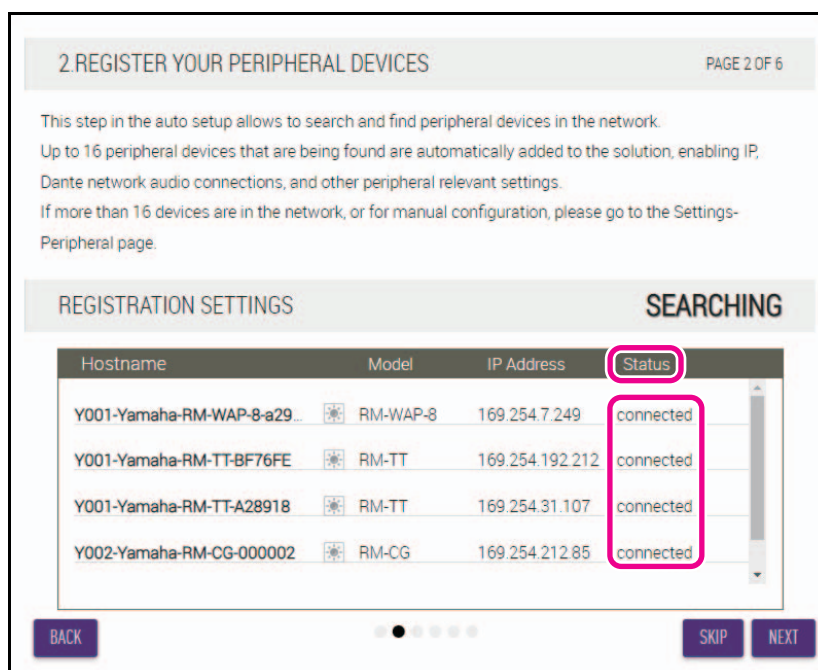 2.REGISTER YOUR PERIPHERAL DEVICES PAGE 2 OF 6
This step in the auto setup allows to search and find peripheral devices in the network.
Up to 16 peripheral devices that are being found are automatically added to the solution, enabling IP,
Dante network audio connections, and other peripheral relevant settings.
If more than 16 devices are in the network, or for manual configuration, please go to the Settings-
Peripheral page.
REGISTRATION SETTINGS SEARCHING
Hostname Model IP Address Status
Y001-Yamaha-RM-WAP-8-a29... RM-WAP-8 169.254.7.249 connected
Y001-Yamaha-RM-TT-BF76FE RM-TT 169.254.192.212 connected
Y001-Yamaha-RM-TT-A28918 RM-TT 169.254.31.107 connected
Y002-Yamaha-RM-CG-000002 RM-CG 169.254.212.85 connected
BACK SKIP NEXT